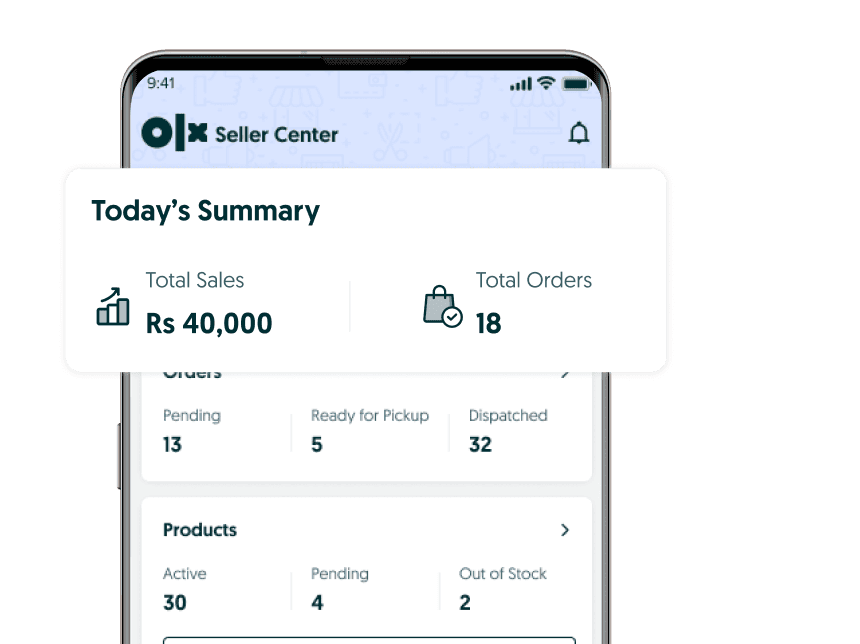 9:41
olx Seller Center
Today's Summary
Total Sales
Total Orders
Rs 40,000
18
Orders
Pending
Ready for Pickup
Dispatched
13
5
32
Products
Active
Pending
Out of Stock
30
4
2